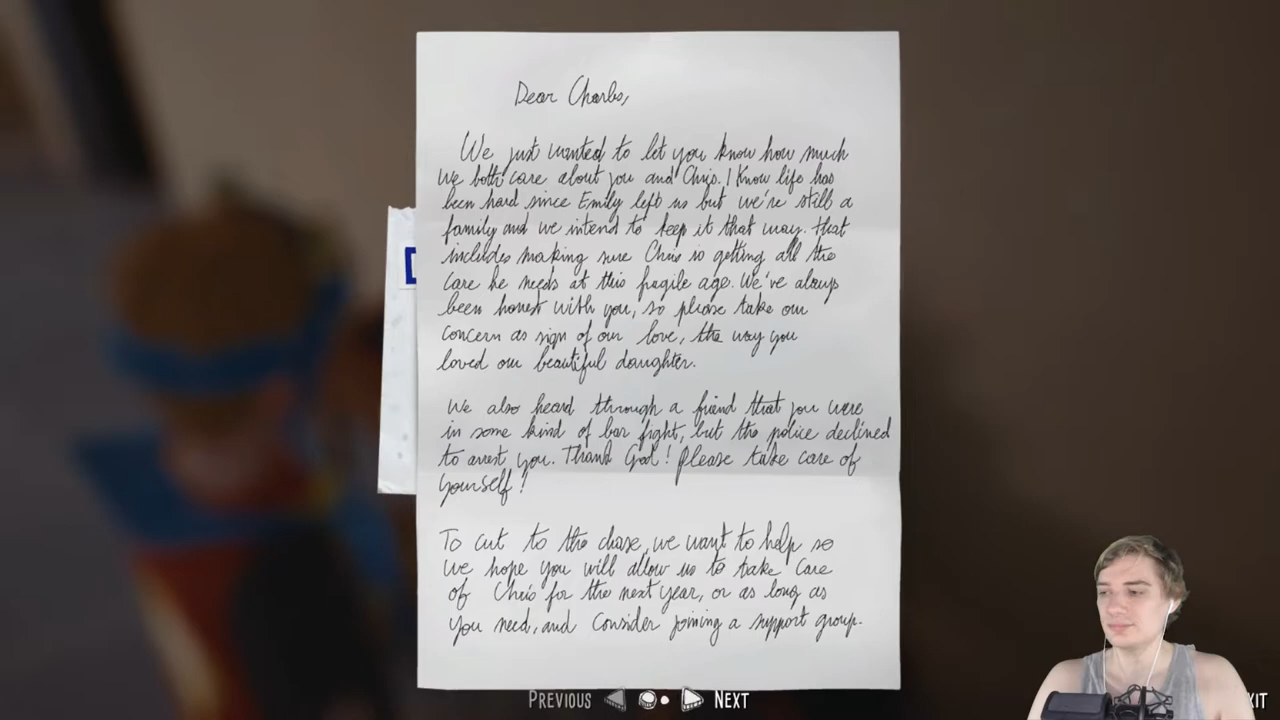 Dear Charles,
We just wanted to let you know how much
we both care about you and Chris. I Know life has
been hard since Emily left us but we're still a
family and we intend to keep it that way. That
includes making sure Chris is getting all the
care he needs at this fragile age. We've always
been honest with you, so please take our
concern as sign of our love, the way you
loved our beautiful daughter.
We also heard through a friend that you were
in some kind of bar fight, but the police declined
to arrest you. Thank God! please take care of
yourself!
To cut to the chase, we want to help so
we hope you will allow us to take care
of Chris for the next year, or as long as
you need, and consider joining a support group.
PREVIOUS NEXT